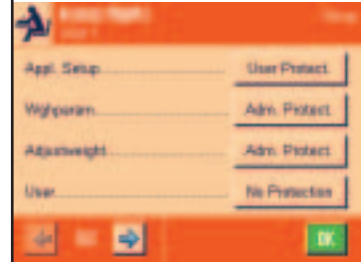 Appl. Setup User Protect.
Wghparam Adm. Protect.
Adjustweight Adm. Protect.
User No Protection
OK